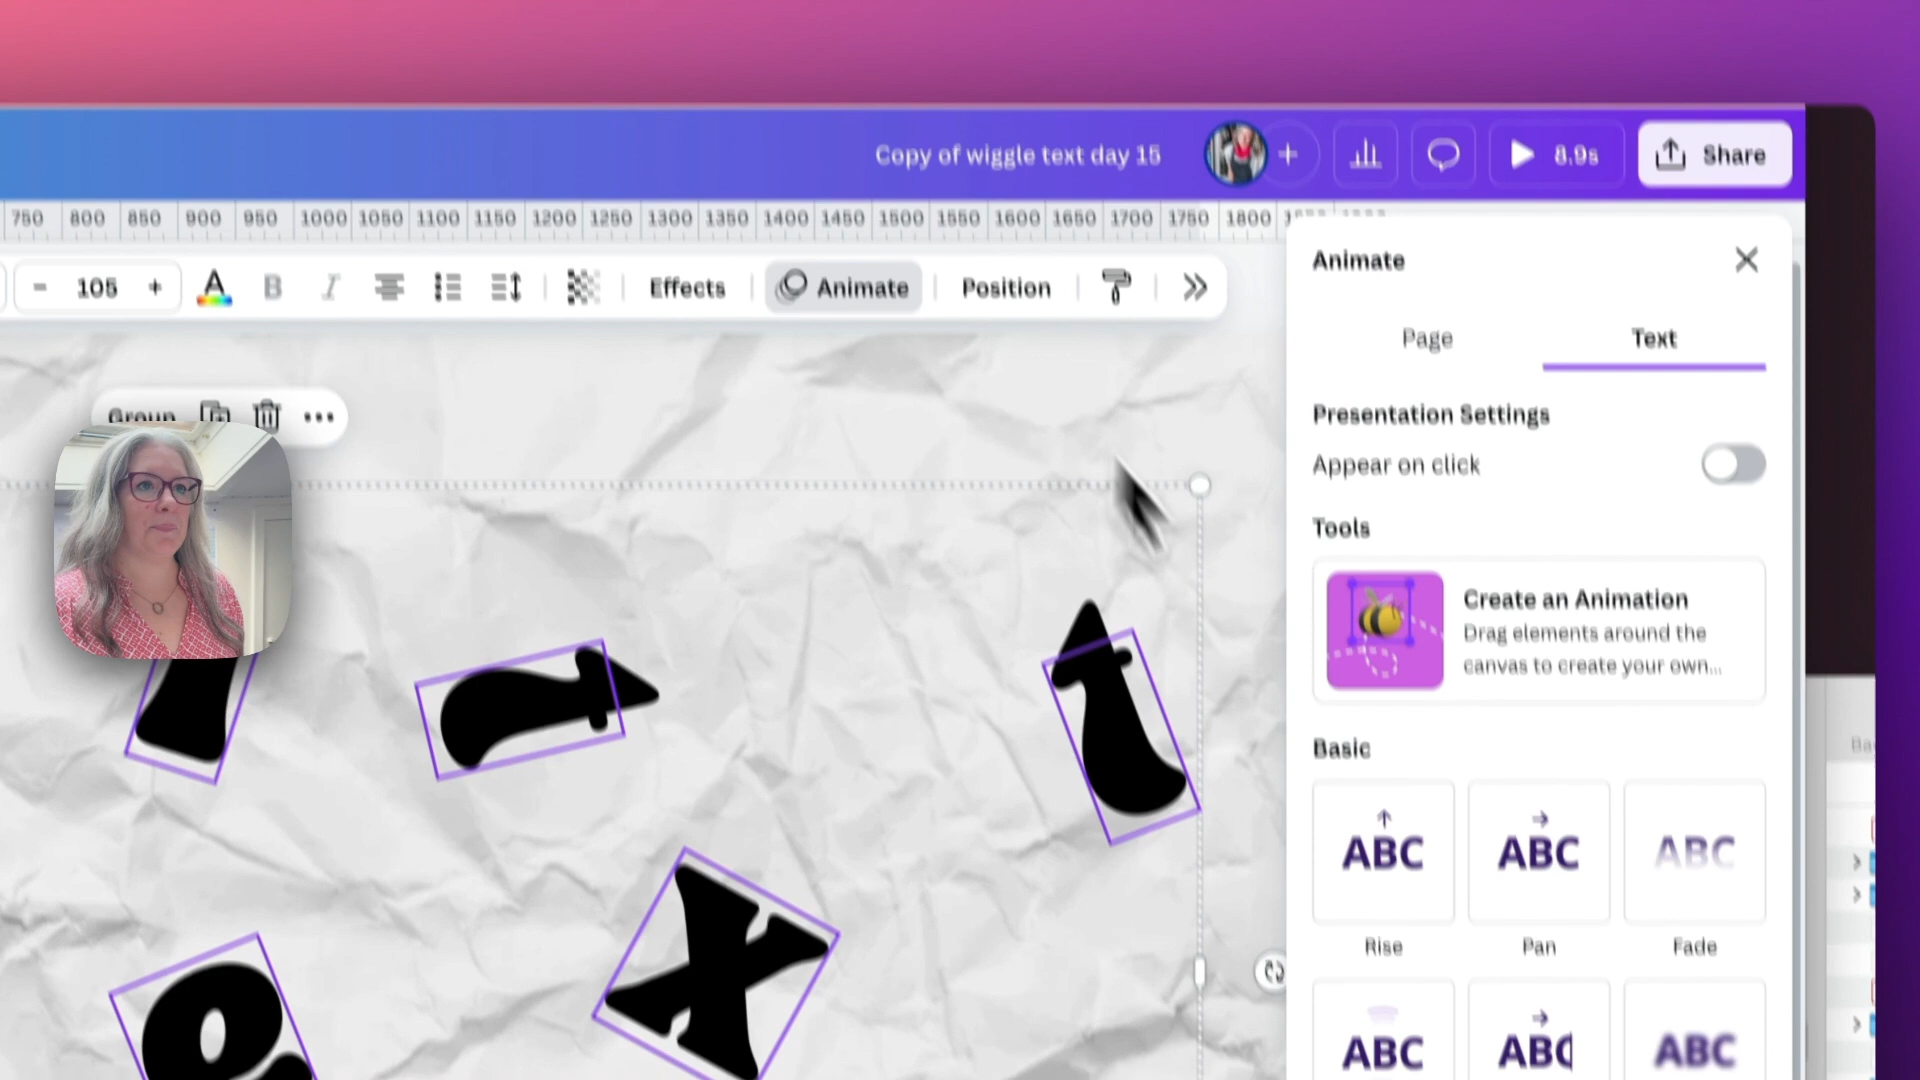 Copy of wiggle text day 15
8.9s
Share
750 800 850 900 950 1000 1050 1100 1150 1200 1250 1300 1350 1400 1450 1500 1550 1600 1650 1700 1750 1800
105
A B I
Effects
Animate
Position
Animate
Page
Text
Presentation Settings
Appear on click
Tools
Create an Animation
Drag elements around the
canvas to create your own...
Basic
ABC ABC ABC
Rise Pan Fade
ABC ABC ABC
Group
t t
x
e